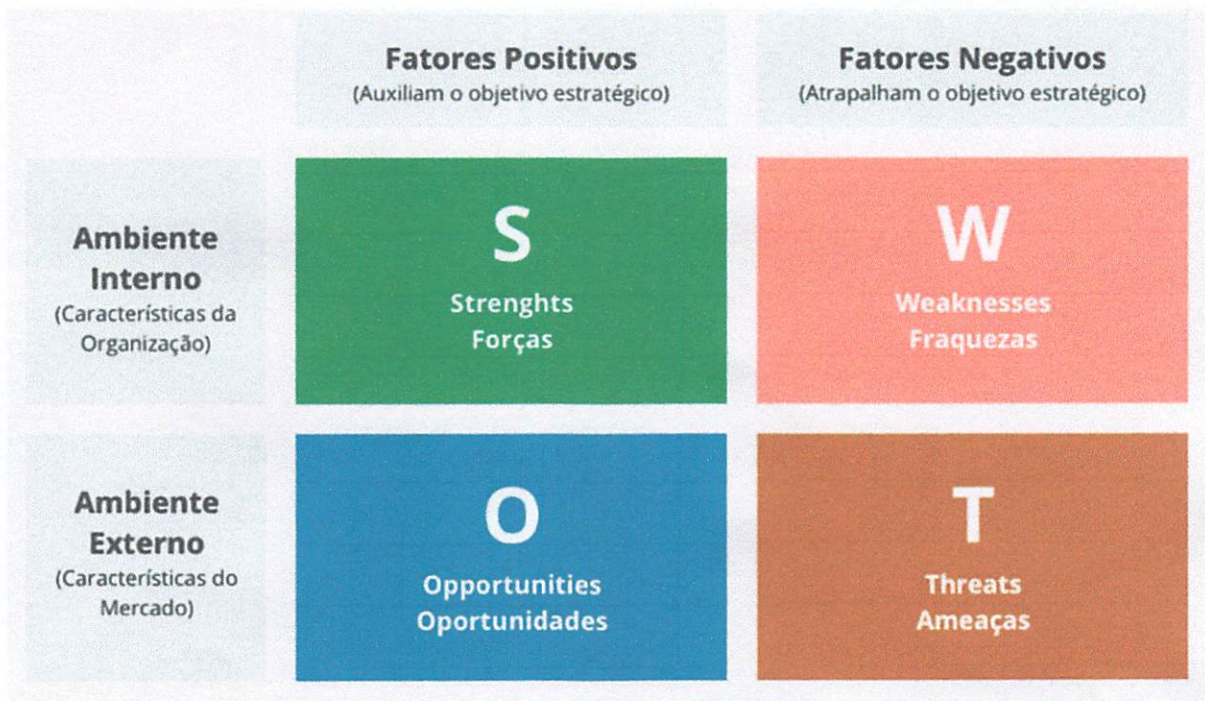 Fatores Positivos
(Auxiliam o objetivo estratégico)
Fatores Negativos
(Atrapalham o objetivo estratégico)
Ambiente
Interno
(Características da
Organização)
S
Strenghts
Forças
W
Weaknesses
Fraquezas
Ambiente
Externo
(Características do
Mercado)
O
Opportunities
Oportunidades
T
Threats
Ameaças